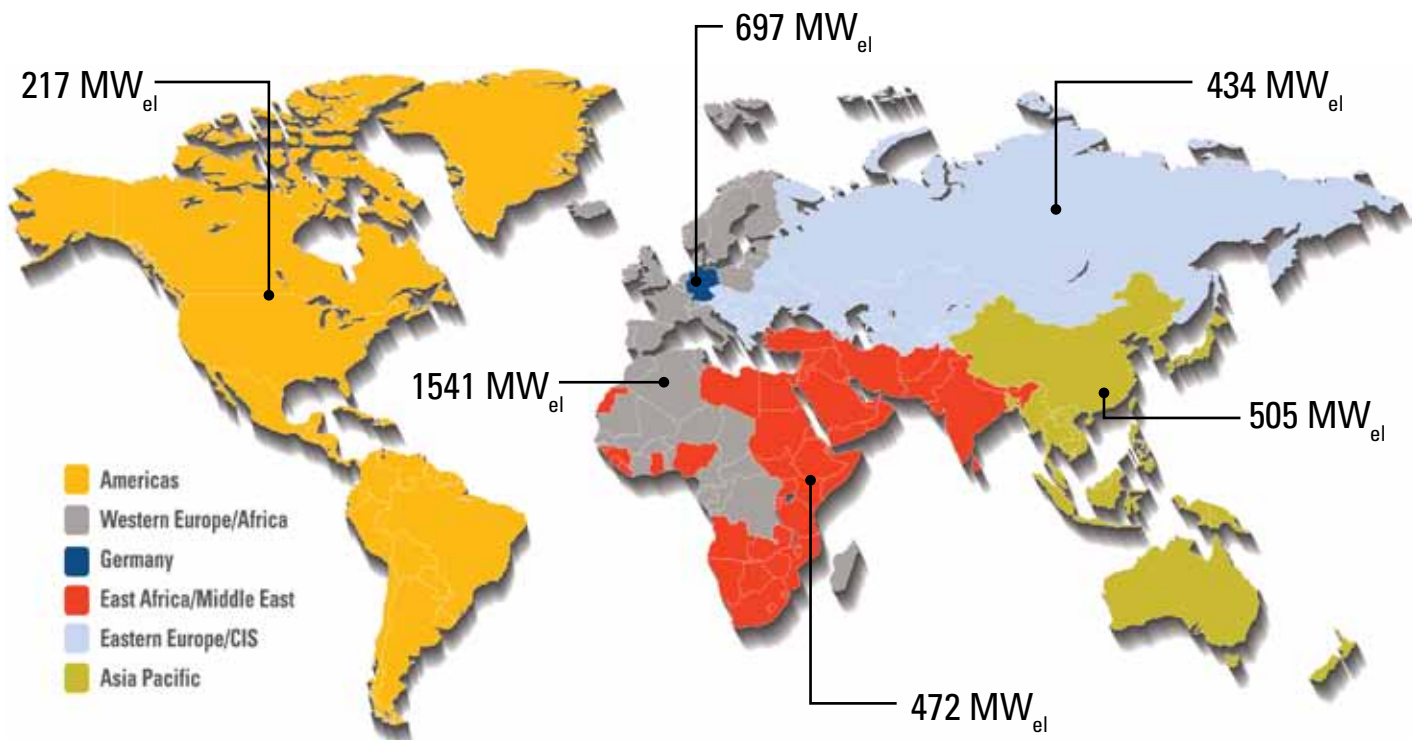 697 MWel
217 MWel
434 MWel
1541 MWel
505 MWel
Americas
Western Europe/Africa
Germany
East Africa/Middle East
Eastern Europe/CIS
Asia Pacific
472 MWel